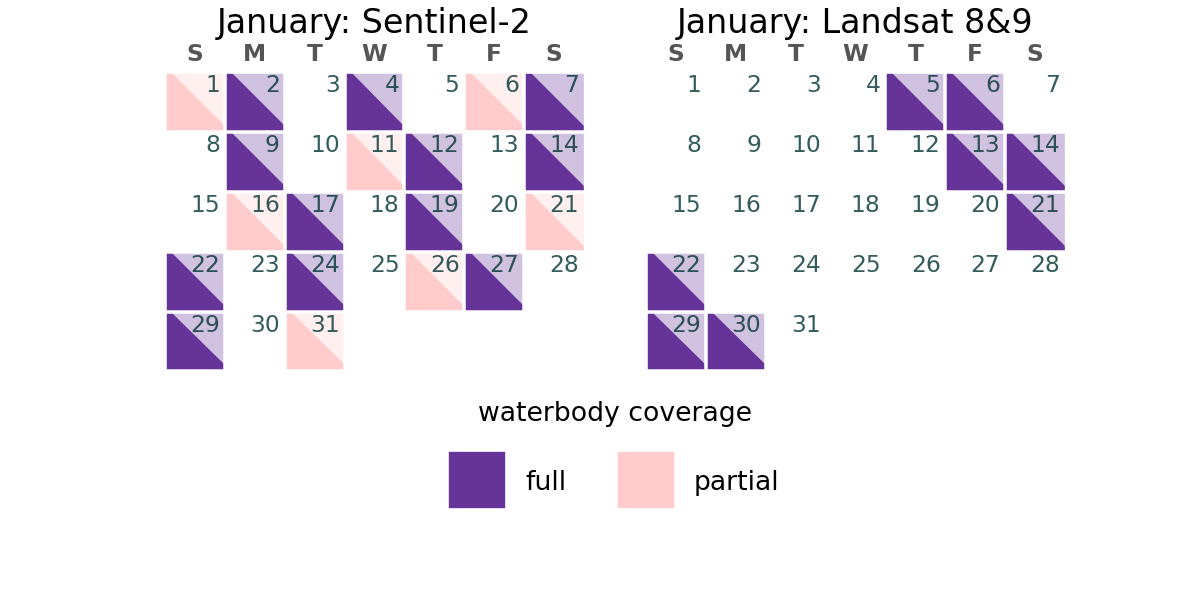 January: Sentinel-2
S M T W T F S
1 2 3 4 5 6 7
8 9 10 11 12 13 14
15 16 17 18 19 20 21
22 23 24 25 26 27 28
29 30 31
January: Landsat 8&9
S M T W T F S
1 2 3 4 5 6 7
8 9 10 11 12 13 14
15 16 17 18 19 20 21
22 23 24 25 26 27 28
29 30 31
waterbody coverage
full partial